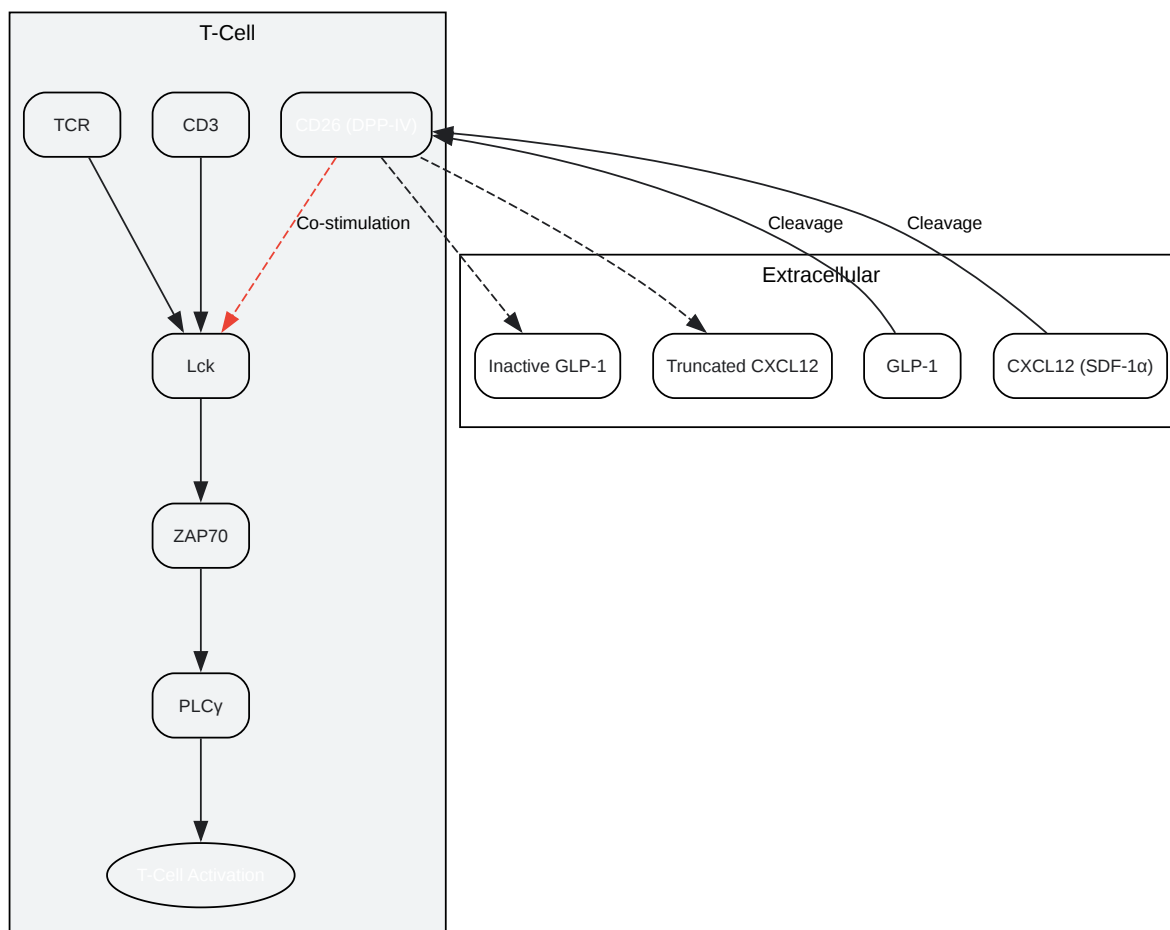 T-Cell
TCR
CD3
CD26 (DPP-IV)
Co-stimulation
Cleavage
Cleavage
Extracellular
Lck
Inactive GLP-1
Truncated CXCL12
GLP-1
CXCL12 (SDF-1α)
ZAP70
PLCγ
T-Cell Activation